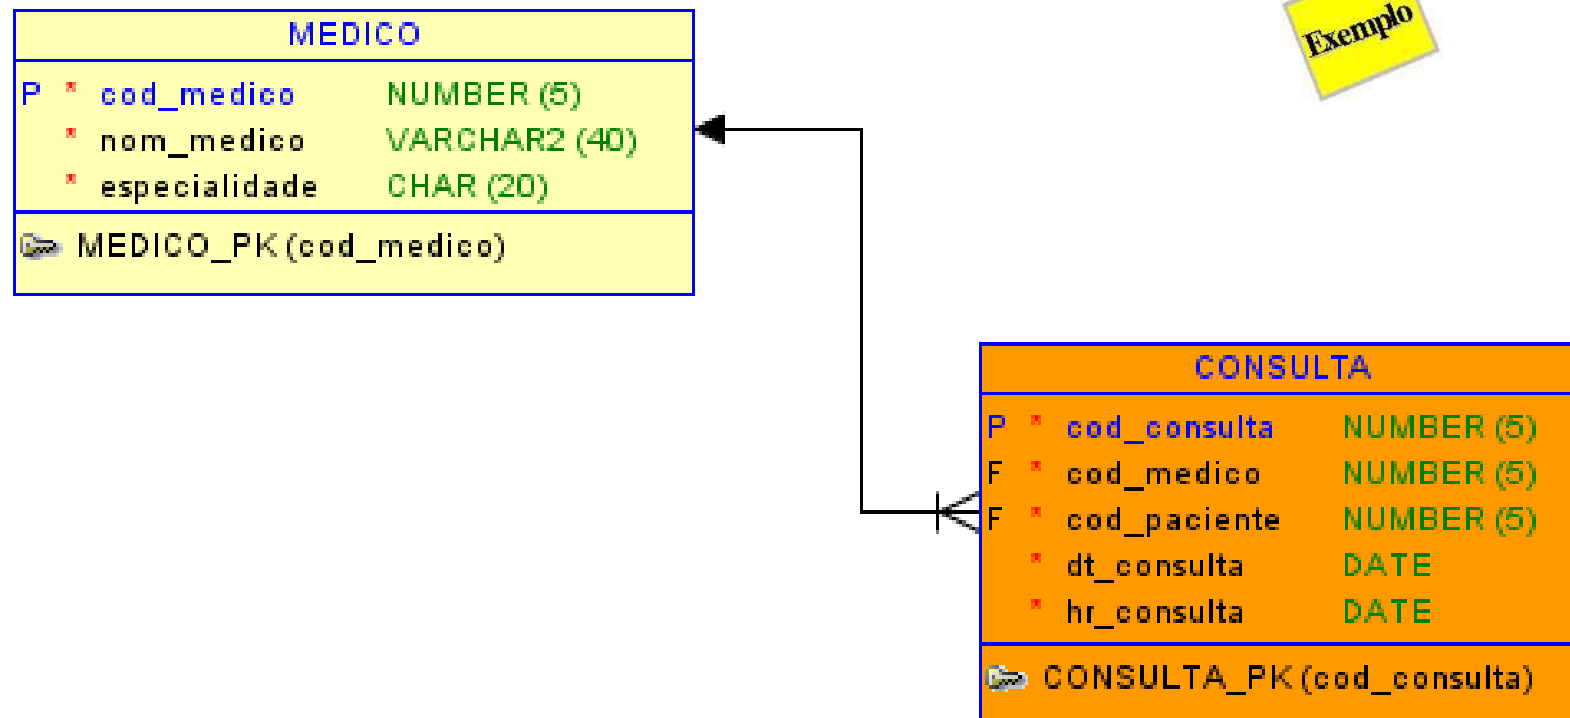 Exemplo
MEDICO
P * cod_medico NUMBER (5)
* nom_medico VARCHAR2 (40)
* especialidade CHAR (20)
MEDICO_PK (cod_medico)
CONSULTA
P * cod_consulta NUMBER (5)
F * cod_medico NUMBER (5)
F * cod_paciente NUMBER (5)
* dt_consulta DATE
* hr_consulta DATE
CONSULTA_PK (cod_consulta)